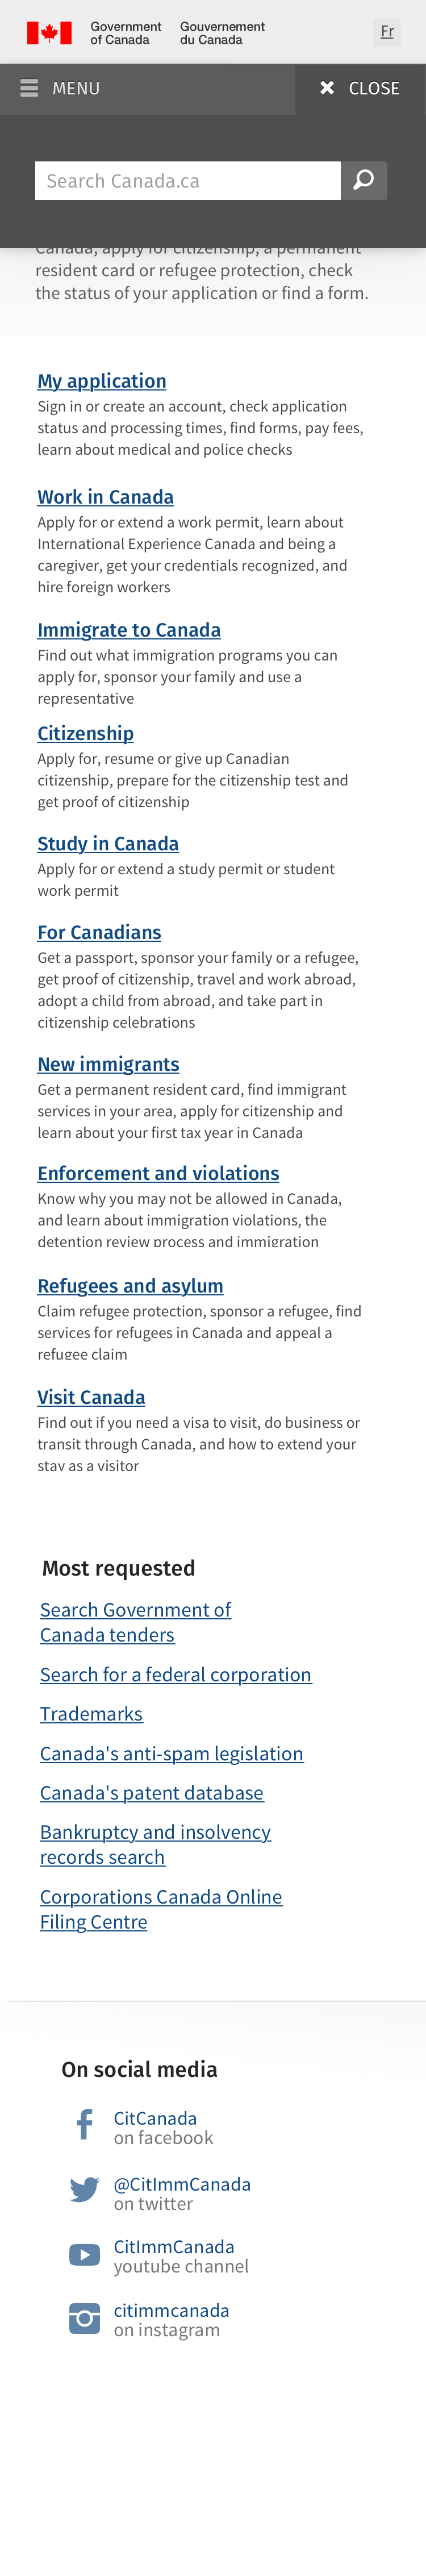 Government of Canada
Gouvernement du Canada
Fr
MENU
CLOSE
Search Canada.ca
Canada, apply for citizenship, a permanent
resident card or refugee protection, check
the status of your application or find a form.
My application
Sign in or create an account, check application
status and processing times, find forms, pay fees,
learn about medical and police checks
Work in Canada
Apply for or extend a work permit, learn about
International Experience Canada and being a
caregiver, get your credentials recognized, and
hire foreign workers
Immigrate to Canada
Find out what immigration programs you can
apply for, sponsor your family and use a
representative
Citizenship
Apply for, resume or give up Canadian
citizenship, prepare for the citizenship test and
get proof of citizenship
Study in Canada
Apply for or extend a study permit or student
work permit
For Canadians
Get a passport, sponsor your family or a refugee,
get proof of citizenship, travel and work abroad,
adopt a child from abroad, and take part in
citizenship celebrations
New immigrants
Get a permanent resident card, find immigrant
services in your area, apply for citizenship and
learn about your first tax year in Canada
Enforcement and violations
Know why you may not be allowed in Canada,
and learn about immigration violations, the
detention review process and immigration
Refugees and asylum
Claim refugee protection, sponsor a refugee, find
services for refugees in Canada and appeal a
refugee claim
Visit Canada
Find out if you need a visa to visit, do business or
transit through Canada, and how to extend your
stay as a visitor
Most requested
Search Government of
Canada tenders
Search for a federal corporation
Trademarks
Canada's anti-spam legislation
Canada's patent database
Bankruptcy and insolvency
records search
Corporations Canada Online
Filing Centre
On social media
CitCanada
on facebook
@CitImmCanada
on twitter
CitImmCanada
youtube channel
citimmcanada
on instagram